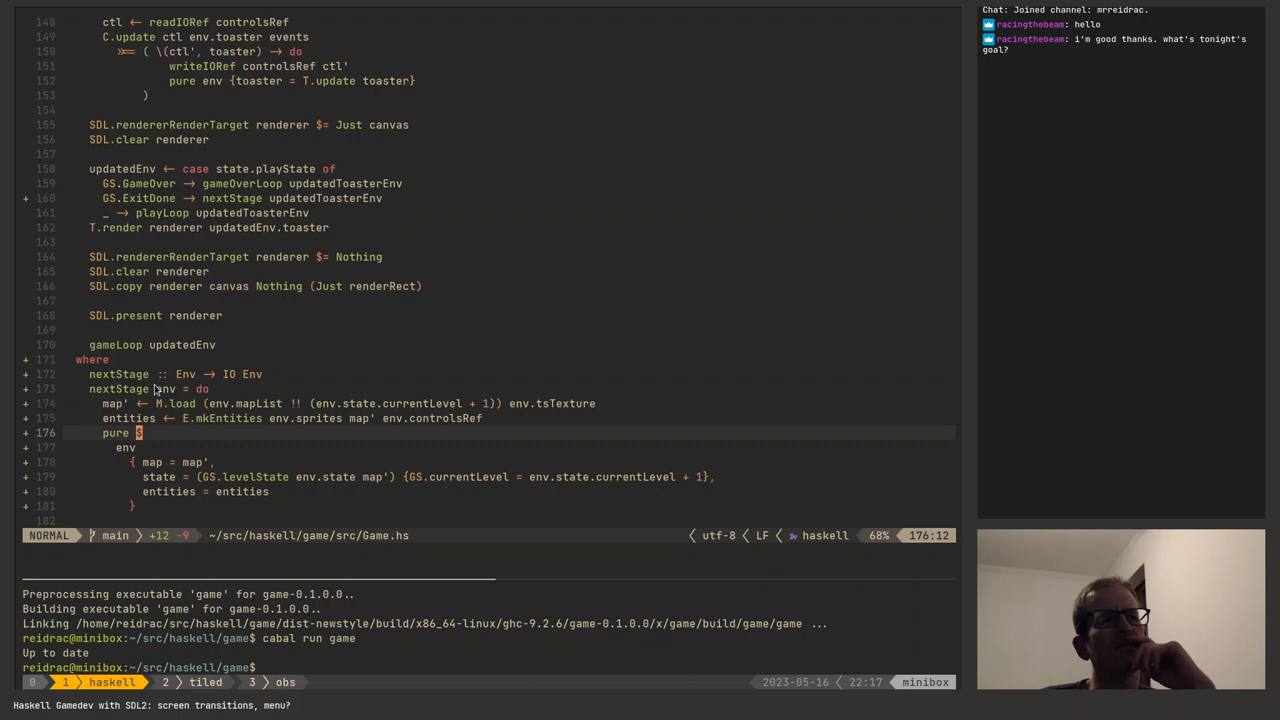 148 ctl ← readIORef controlsRef
149 C.update ctl env.toaster events
150 >>= ( \(ctl', toaster) → do
151 writeIORef controlsRef ctl'
152 pure env {toaster = T.update toaster}
153 )
154
155 SDL.rendererRenderTarget renderer $= Just canvas
156 SDL.clear renderer
157
158 updatedEnv ← case state.playState of
159 GS.GameOver → gameOverLoop updatedToasterEnv
+ 160 GS.ExitDone → nextStage updatedToasterEnv
161 _ → playLoop updatedToasterEnv
162 T.render renderer updatedEnv.toaster
163
164 SDL.rendererRenderTarget renderer $= Nothing
165 SDL.clear renderer
166 SDL.copy renderer canvas Nothing (Just renderRect)
167
168 SDL.present renderer
169
170 gameLoop updatedEnv
+ 171 where
+ 172 nextStage :: Env → IO Env
+ 173 nextStage env = do
+ 174 map' ← M.load (env.mapList !! (env.state.currentLevel + 1)) env.tsTexture
+ 175 entities ← E.mkEntities env.sprites map' env.controlsRef
+ 176 pure $
+ 177 env
+ 178 { map = map',
+ 179 state = (GS.levelState env.state map') {GS.currentLevel = env.state.currentLevel + 1},
+ 180 entities = entities
+ 181 }
182
NORMAL main +12 -9 ~/src/haskell/game/src/Game.hs utf-8 LF haskell 68% 176:12
Preprocessing executable 'game' for game-0.1.0.0..
Building executable 'game' for game-0.1.0.0..
Linking /home/reidrac/src/haskell/game/dist-newstyle/build/x86_64-linux/ghc-9.2.6/game-0.1.0.0/x/game/build/game/game ...
reidrac@minibox:~/src/haskell/game$ cabal run game
Up to date
reidrac@minibox:~/src/haskell/game$
0 1 haskell 2 tiled 3 obs 2023-05-16 22:17 minibox
Haskell Gamedev with SDL2: screen transitions, menu?
Chat: Joined channel: mrreidrac.
racingthebeam: hello
racingthebeam: i'm good thanks. what's tonight's
goal?